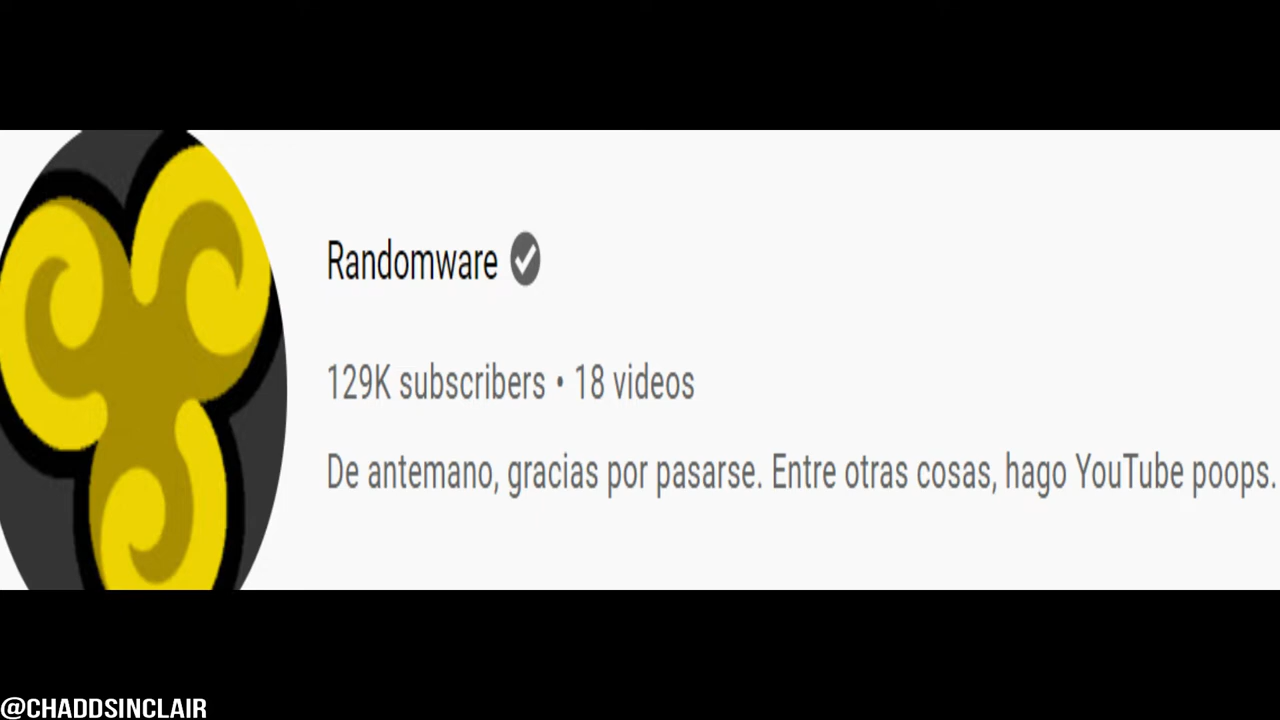 Randomware
129K subscribers • 18 videos
De antemano, gracias por pasarse. Entre otras cosas, hago YouTube poops.
@CHADDSINCLAIR